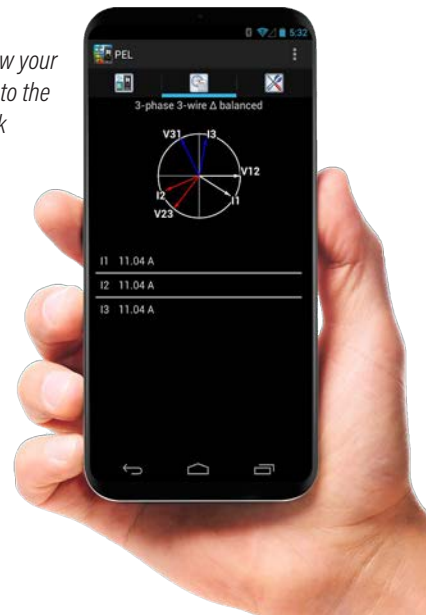 w your
to the
k
5:32
PEL
3-phase 3-wire Δ balanced
V31
I3
V12
I2
I1
V23
I1 11.04 A
I2 11.04 A
I3 11.04 A